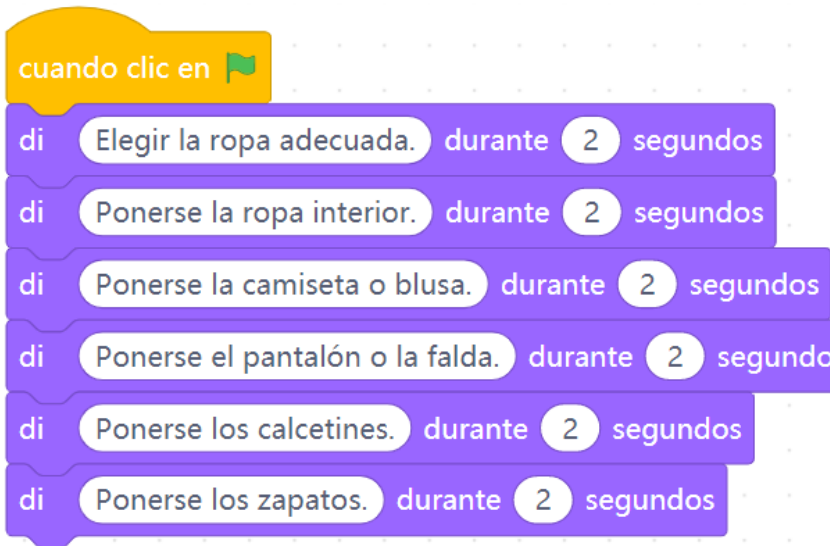 cuando clic en
di Elegir la ropa adecuada. durante 2 segundos
di Ponerse la ropa interior. durante 2 segundos
di Ponerse la camiseta o blusa. durante 2 segundos
di Ponerse el pantalón o la falda. durante 2 segundo
di Ponerse los calcetines. durante 2 segundos
di Ponerse los zapatos. durante 2 segundos